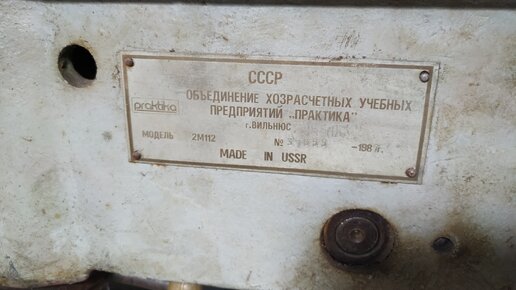 СССР
praktika
ОБЪЕДИНЕНИЕ ХОЗРАСЧЕТНЫХ УЧЕБНЫХ
ПРЕДПРИЯТИЙ „ПРАКТИКА"
г. ВИЛЬНЮС
МОДЕЛЬ 2М112 № -198 г.
MADE IN USSR